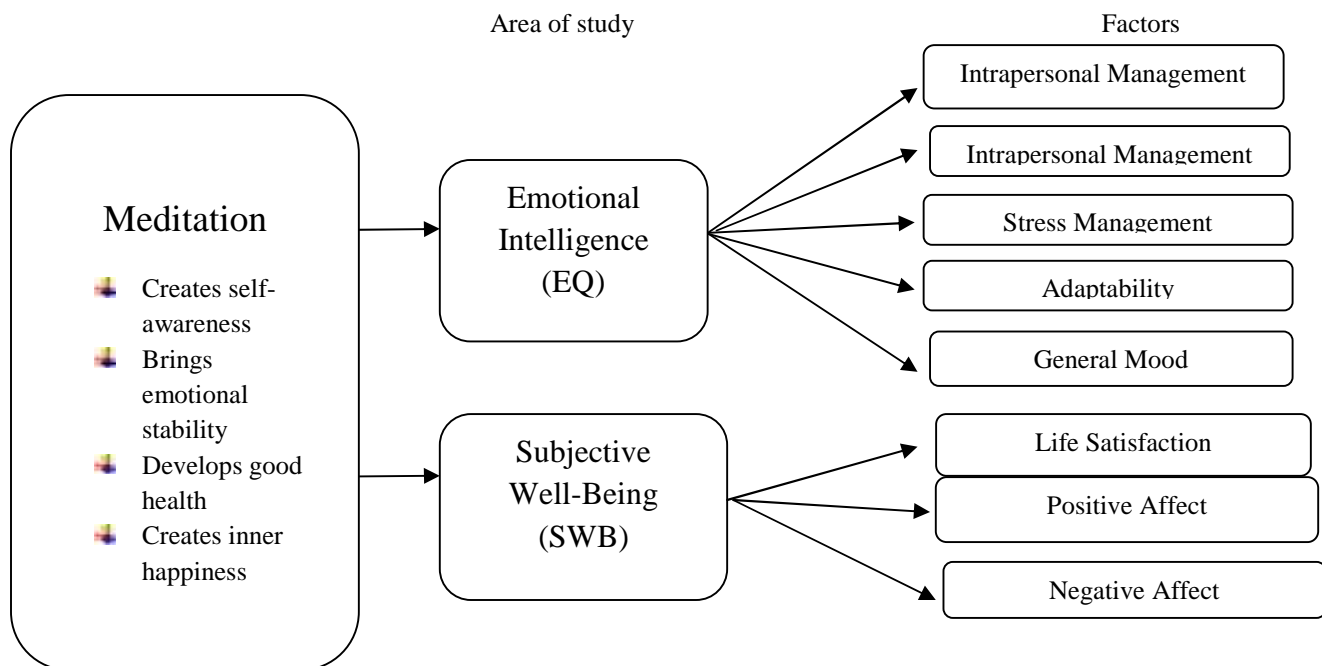 Area of study
Factors
Meditation
Creates self-
awareness
Brings
emotional
stability
Develops good
health
Creates inner
happiness
Emotional
Intelligence
(EQ)
Subjective
Well-Being
(SWB)
Intrapersonal Management
Intrapersonal Management
Stress Management
Adaptability
General Mood
Life Satisfaction
Positive Affect
Negative Affect